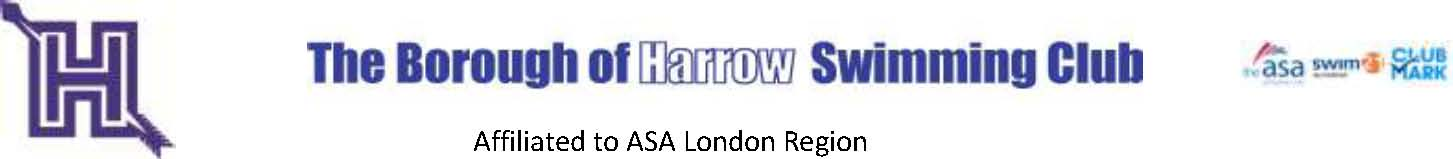 The Borough of Harrow Swimming Club
the asa swim21 CLUB MARK
Affiliated to ASA London Region